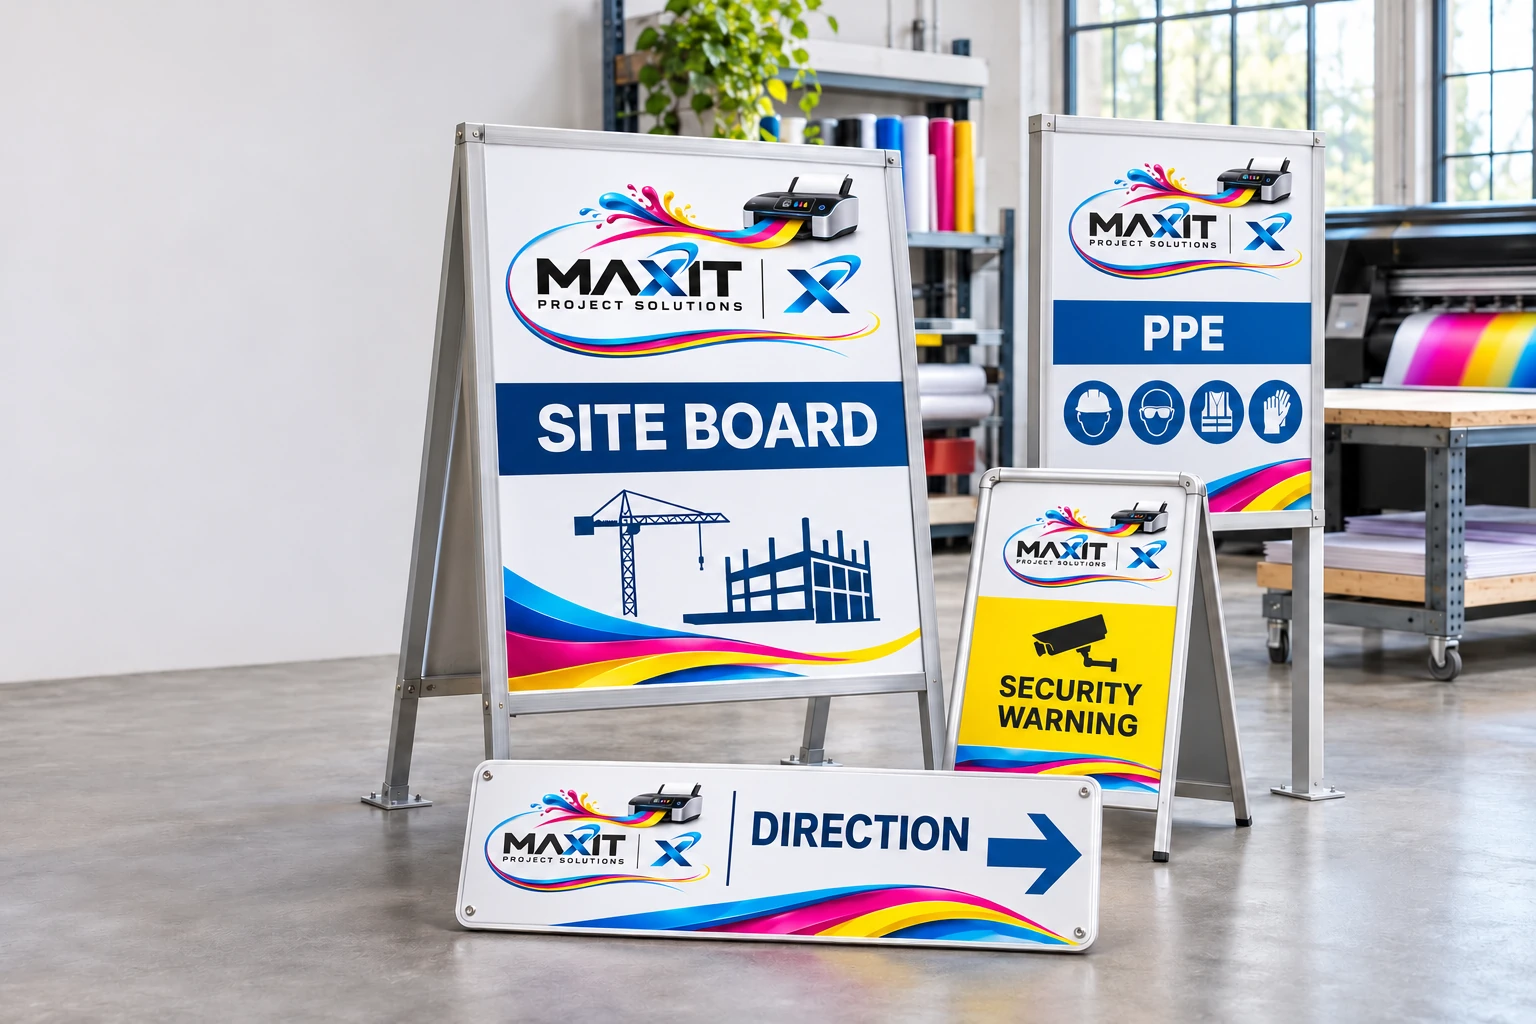 MAXIT
PROJECT SOLUTIONS
X
SITE BOARD
MAXIT
PROJECT SOLUTIONS
X
PPE
MAXIT
PROJECT SOLUTIONS
X
SECURITY
WARNING
MAXIT
PROJECT SOLUTIONS
X
DIRECTION